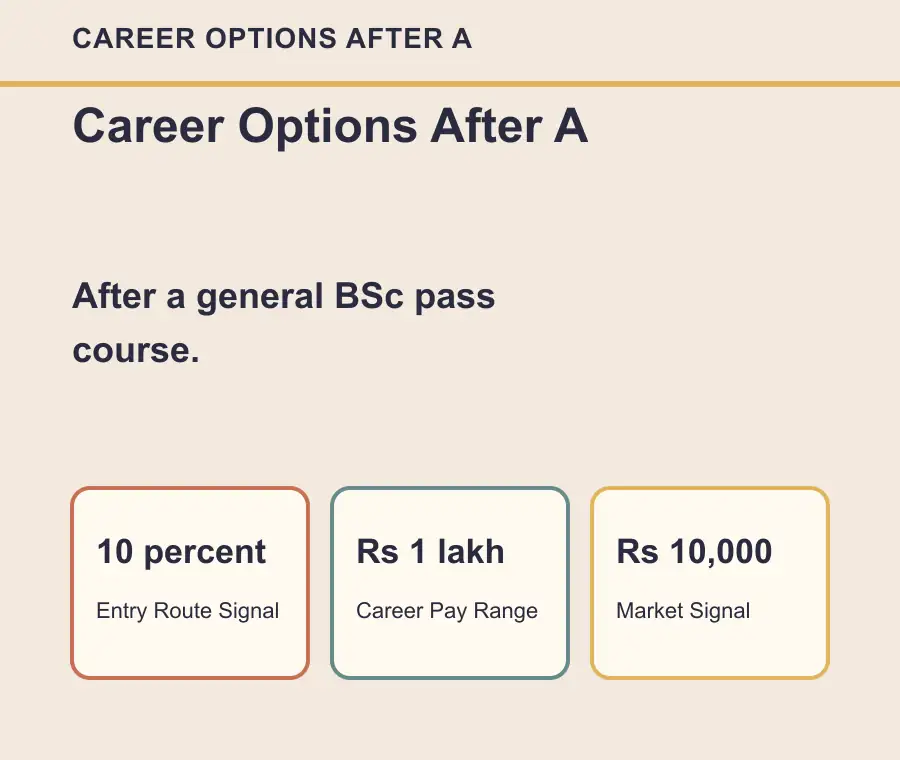 CAREER OPTIONS AFTER A
Career Options After A
After a general BSc pass
course.
10 percent
Entry Route Signal
Rs 1 lakh
Career Pay Range
Rs 10,000
Market Signal